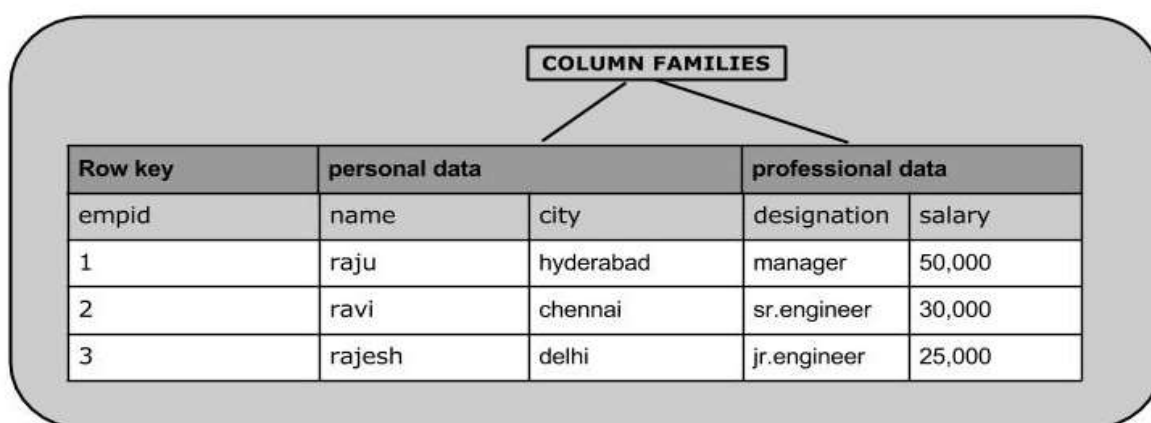 COLUMN FAMILIES
Row key personal data professional data
empid name city designation salary
1 raju hyderabad manager 50,000
2 ravi chennai sr.engineer 30,000
3 rajesh delhi jr.engineer 25,000